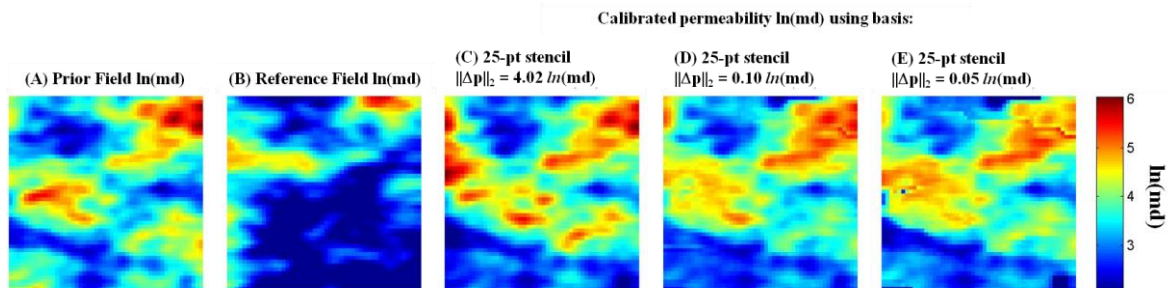 Calibrated permeability ln(md) using basis:
(A) Prior Field ln(md)
(B) Reference Field ln(md)
(C) 25-pt stencil
||Δp||₂ = 4.02 ln(md)
(D) 25-pt stencil
||Δp||₂ = 0.10 ln(md)
(E) 25-pt stencil
||Δp||₂ = 0.05 ln(md)
6
5
4
3
ln(md)